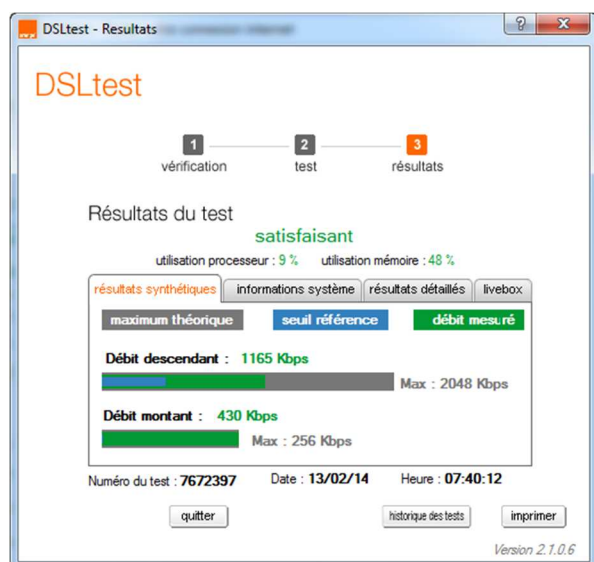 DSLtest - Resultats
DSLtest
1 2 3
vérification test résultats
Résultats du test
satisfaisant
utilisation processeur : 9 % utilisation mémoire : 48 %
résultats synthétiques informations système résultats détaillés livebox
maximum théorique seuil référence débit mesuré
Débit descendant : 1165 Kbps
Max : 2048 Kbps
Débit montant : 430 Kbps
Max : 256 Kbps
Numéro du test : 7672397 Date : 13/02/14 Heure : 07:40:12
quitter historique des tests imprimer
Version 2.1.0.6